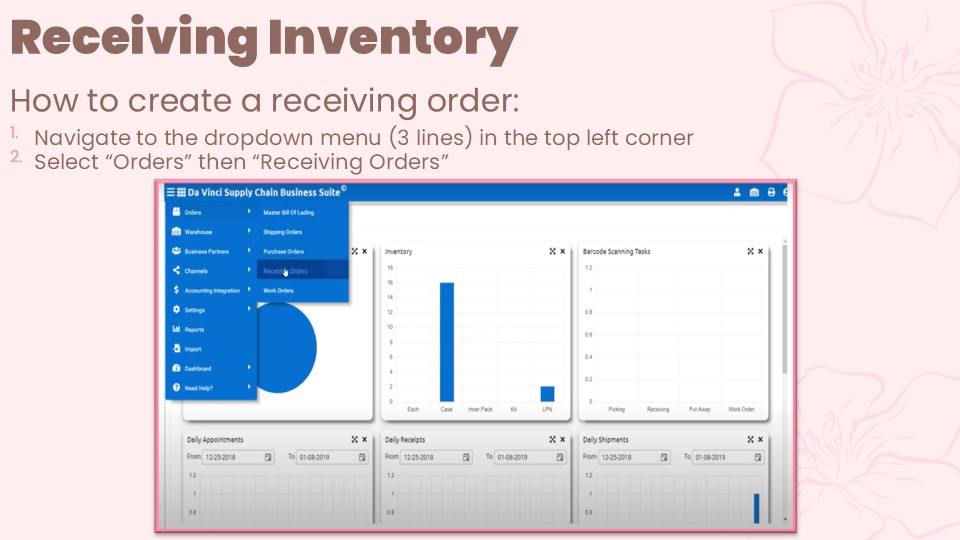 Receiving Inventory
How to create a receiving order:
1. Navigate to the dropdown menu (3 lines) in the top left corner
2. Select “Orders” then “Receiving Orders”
Da Vinci Supply Chain Business Suite©
Orders
Warehouse
Business Partners
Channels
Accounting Integration
Settings
Reports
Import
Dashboard
Need Help?
Master Bill Of Lading
Shipping Orders
Purchase Orders
Receiving Orders
Work Orders
Inventory
16
14
12
10
8
6
4
2
0
Each Case Inner Pack Kit LPN
Barcode Scanning Tasks
1.2
1
0.8
0.6
0.4
0.2
0
Picking Receiving Put Away Work Order
Daily Appointments
From 12-25-2018 To 01-08-2019
1.2
1
0.8
Daily Receipts
From 12-25-2018 To 01-08-2019
1.2
1
0.8
Daily Shipments
From 12-25-2018 To 01-08-2019
1.2
1
0.8